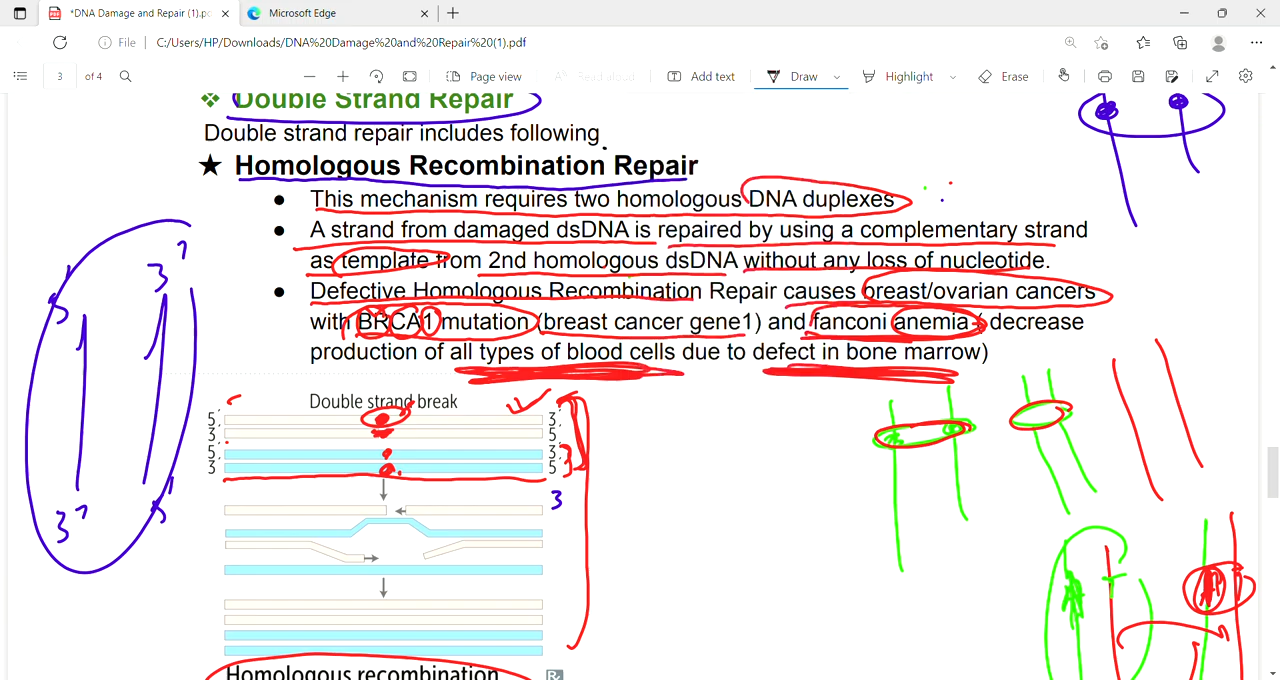 *DNA Damage and Repair (1).pd
Microsoft Edge
File
C:/Users/HP/Downloads/DNA%20Damage%20and%20Repair%20(1).pdf
3 of 4
Page view
Read aloud
Add text
Draw
Highlight
Erase
Double Strand Repair
Double strand repair includes following
Homologous Recombination Repair
This mechanism requires two homologous DNA duplexes
A strand from damaged dsDNA is repaired by using a complementary strand
as template from 2nd homologous dsDNA without any loss of nucleotide.
Defective Homologous Recombination Repair causes breast/ovarian cancers
with BRCA1 mutation (breast cancer gene1) and fanconi anemia ( decrease
production of all types of blood cells due to defect in bone marrow)
Double strand break
5' 3'
3' 5'
5' 3'
3' 5'
3
3'
3'
5'
Homologous recombination